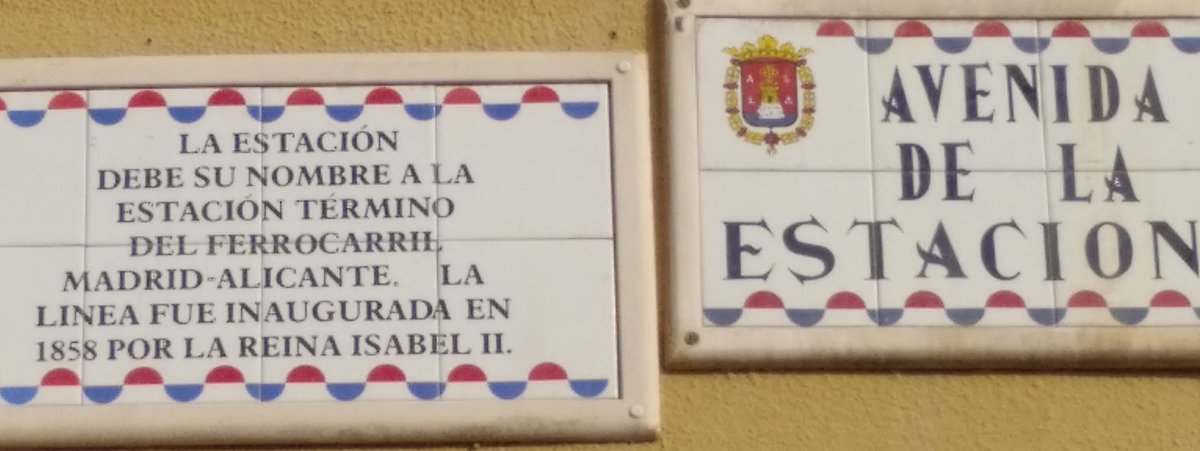 LA ESTACIÓN
DEBE SU NOMBRE A LA
ESTACIÓN TÉRMINO
DEL FERROCARRIL
MADRID-ALICANTE. LA
LINEA FUE INAUGURADA EN
1858 POR LA REINA ISABEL II.
AVENIDA
DE LA
ESTACION